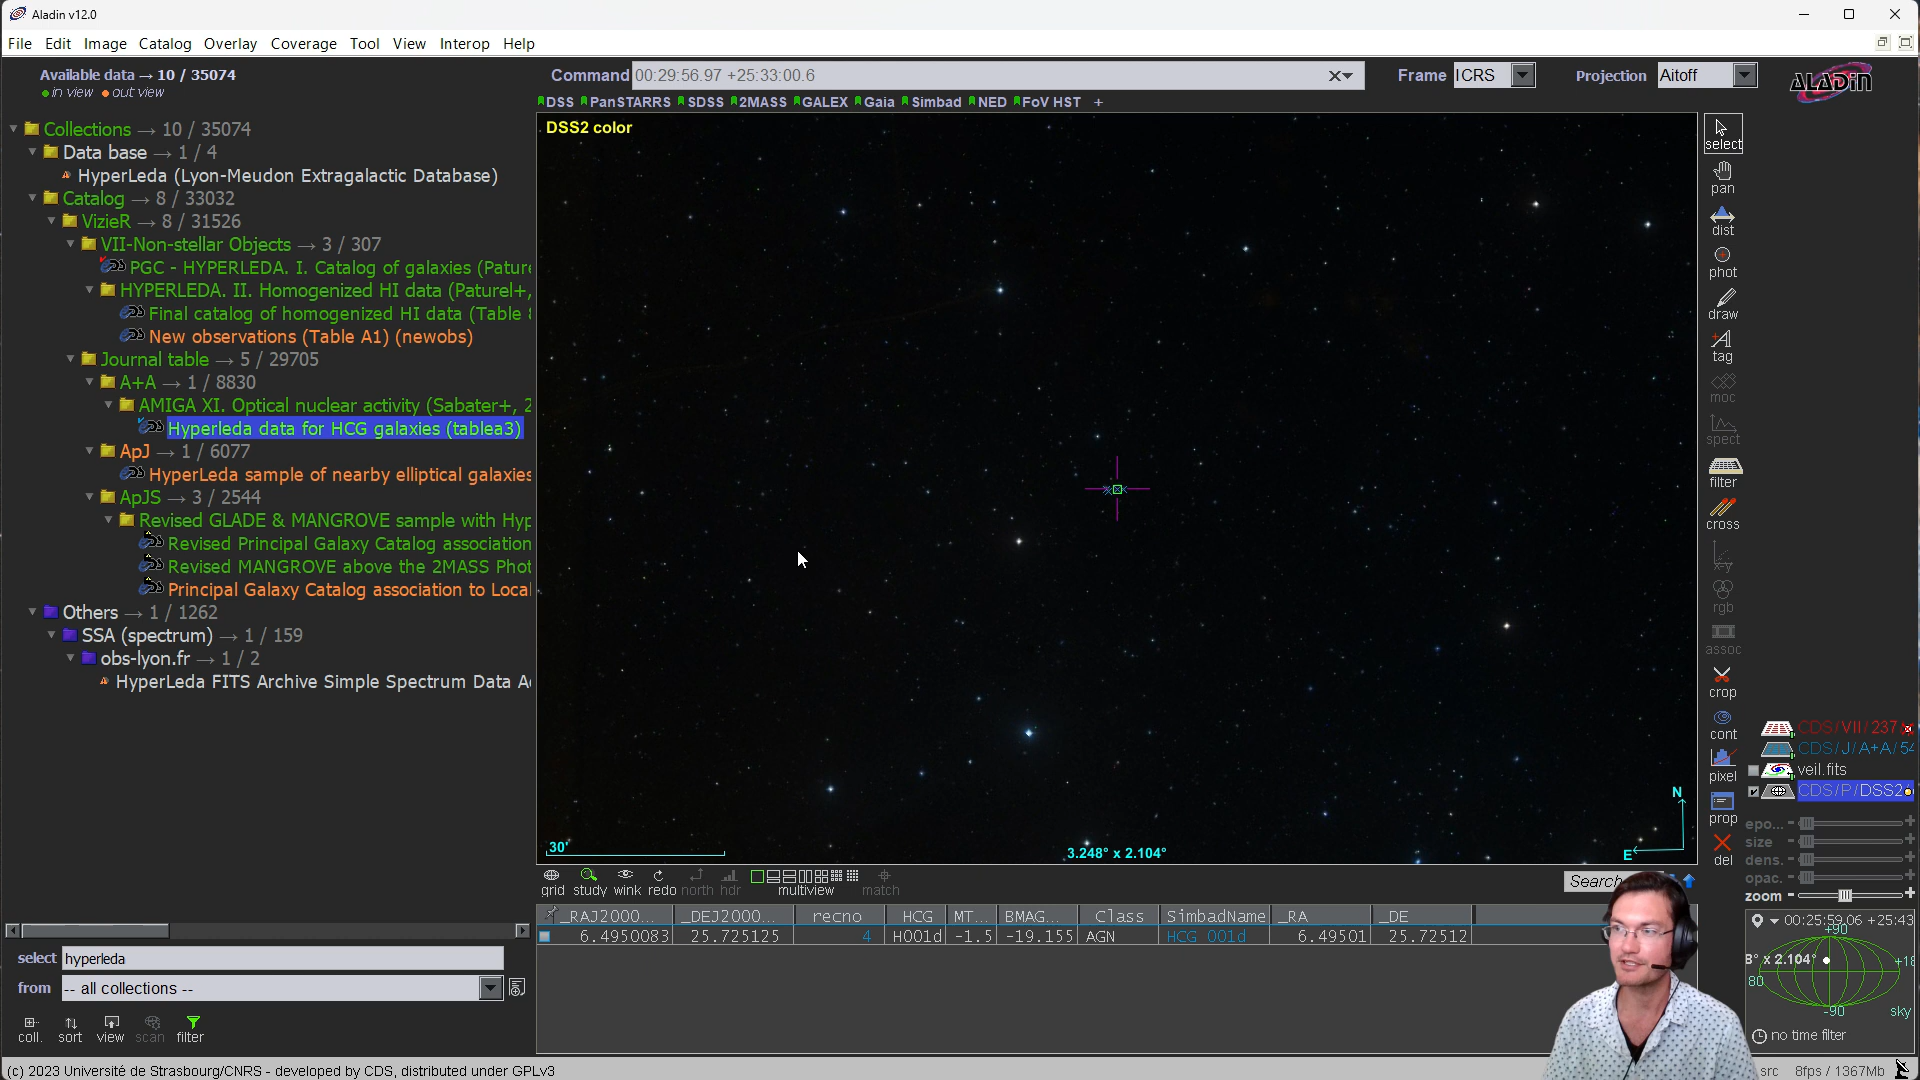 Aladin v12.0
File Edit Image Catalog Overlay Coverage Tool View Interop Help
Available data → 10 / 35074
in view out view
Command 00:29:56.97 +25:33:00.6
Frame ICRS
Projection Aitoff
ALADIN
DSS PanSTARRS SDSS 2MASS GALEX Gaia Simbad NED FoV HST +
DSS2 color
Collections → 10 / 35074
Data base → 1 / 4
HyperLeda (Lyon-Meudon Extragalactic Database)
Catalog → 8 / 33032
VizieR → 8 / 31526
VII-Non-stellar Objects → 3 / 307
PGC - HYPERLEDA. I. Catalog of galaxies (Pature
HYPERLEDA. II. Homogenized HI data (Paturel+,
Final catalog of homogenized HI data (Table
New observations (Table A1) (newobs)
Journal table → 5 / 29705
A+A → 1 / 8830
AMIGA XI. Optical nuclear activity (Sabater+, 2
Hyperleda data for HCG galaxies (tablea3)
ApJ → 1 / 6077
HyperLeda sample of nearby elliptical galaxies
ApJS → 3 / 2544
Revised GLADE & MANGROVE sample with Hyp
Revised Principal Galaxy Catalog association
Revised MANGROVE above the 2MASS Phot
Principal Galaxy Catalog association to Local
Others → 1 / 1262
SSA (spectrum) → 1 / 159
obs-lyon.fr → 1 / 2
HyperLeda FITS Archive Simple Spectrum Data A
select hyperleda
from -- all collections --
coll. sort view scan filter
30'
3.248° x 2.104°
N
E
grid study wink redo north hdr multiview match
Search
_RAJ2000... _DEJ2000... recno HCG MT... BMAG... Class SimbadName _RA _DE
6.4950083 25.725125 4 H001d -1.5 -19.155 AGN HCG 001d 6.49501 25.72512
select
pan
dist
phot
draw
tag
moc
spect
filter
cross
rgb
assoc
crop
cont
pixel
prop
del
CDS/VII/237
CDS/J/A+A/54
veil.fits
CDS/P/DSS2
epo...
size
dens.
opac.
zoom
00:25:59.06 +25:43
+90
8° x 2.104°
+18
80
-90
sky
no time filter
(c) 2023 Université de Strasbourg/CNRS - developed by CDS, distributed under GPLv3
src 8fps / 1367Mb